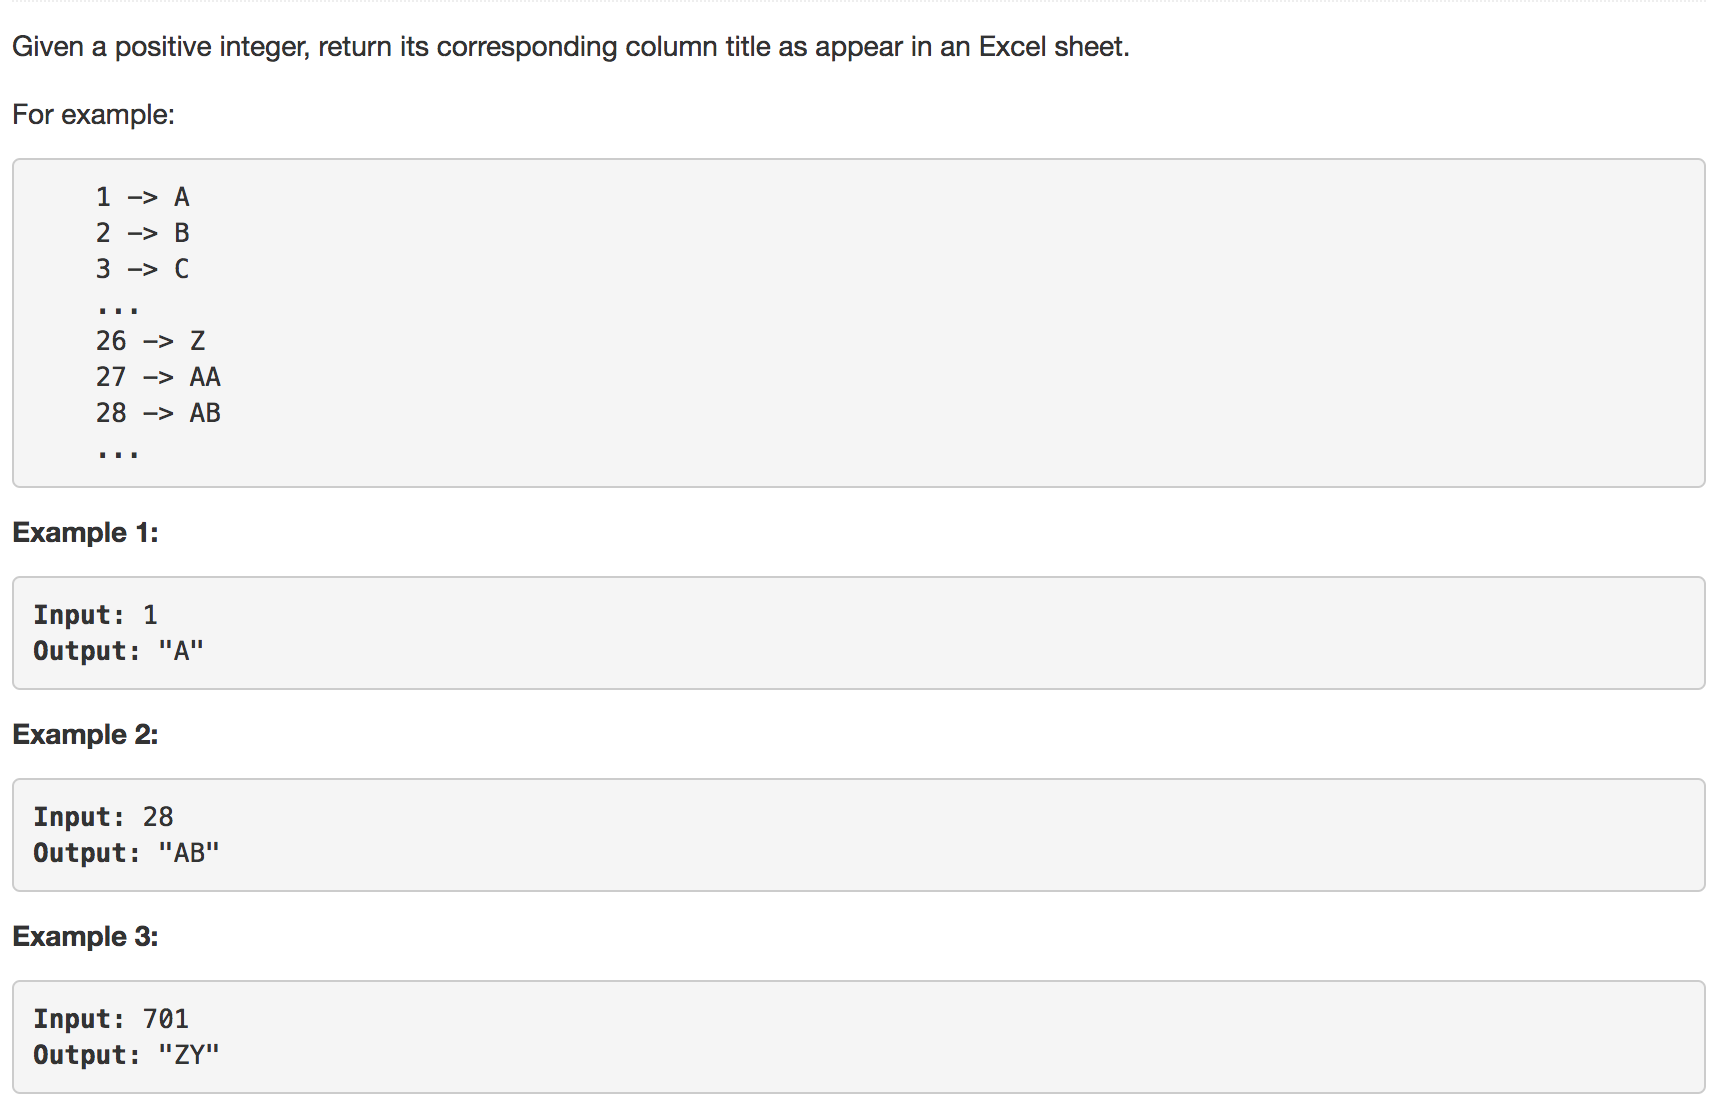 Given a positive integer, return its corresponding column title as appear in an Excel sheet.
For example:
1 -> A
2 -> B
3 -> C
...
26 -> Z
27 -> AA
28 -> AB
...
Example 1:
Input: 1
Output: "A"
Example 2:
Input: 28
Output: "AB"
Example 3:
Input: 701
Output: "ZY"